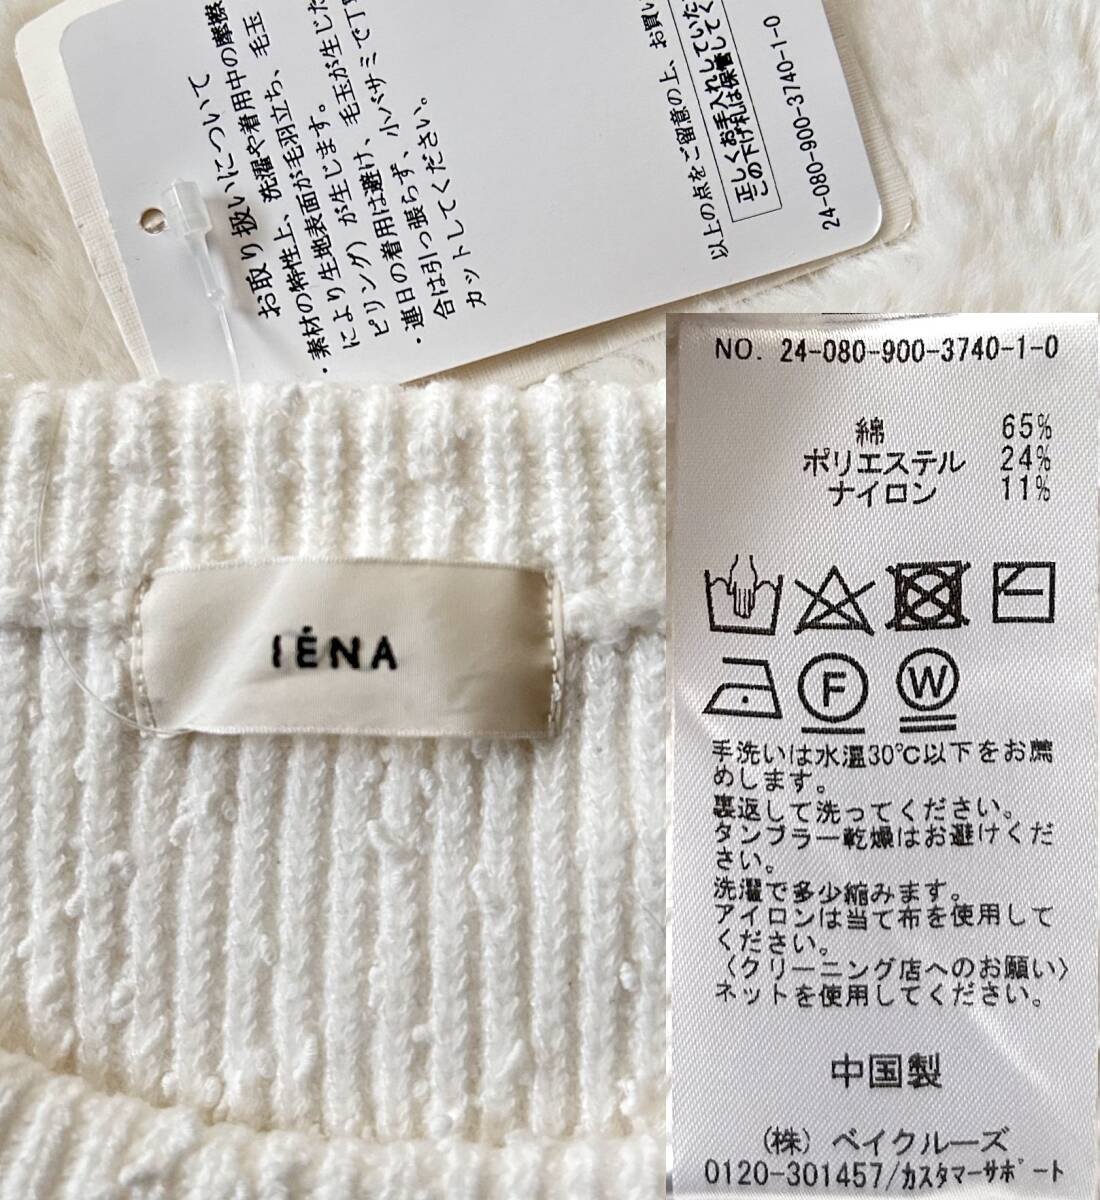 お取り扱いについて
・素材の特性上、洗濯や着用中の摩擦
により生地表面が毛羽立ち、毛玉
ピリング)が生じます。
・連日の着用は避け、毛玉が生じた
合は引っ張らず、小バサミで丁
カットしてください。
以上の点をご留意の上、お買い
正しくお手入れしていた
この下げ札は保管してく
24-080-900-3740-1-0
IÉNA
NO. 24-080-900-3740-1-0
綿 65%
ポリエステル 24%
ナイロン 11%
F W
手洗いは水温30℃以下をお薦
めします。
裏返して洗ってください。
タンブラー乾燥はお避けくだ
さい。
洗濯で多少縮みます。
アイロンは当て布を使用して
ください。
〈クリーニング店へのお願い〉
ネットを使用してください。
中国製
(株) ベイクルーズ
0120-301457/カスタマーサポート